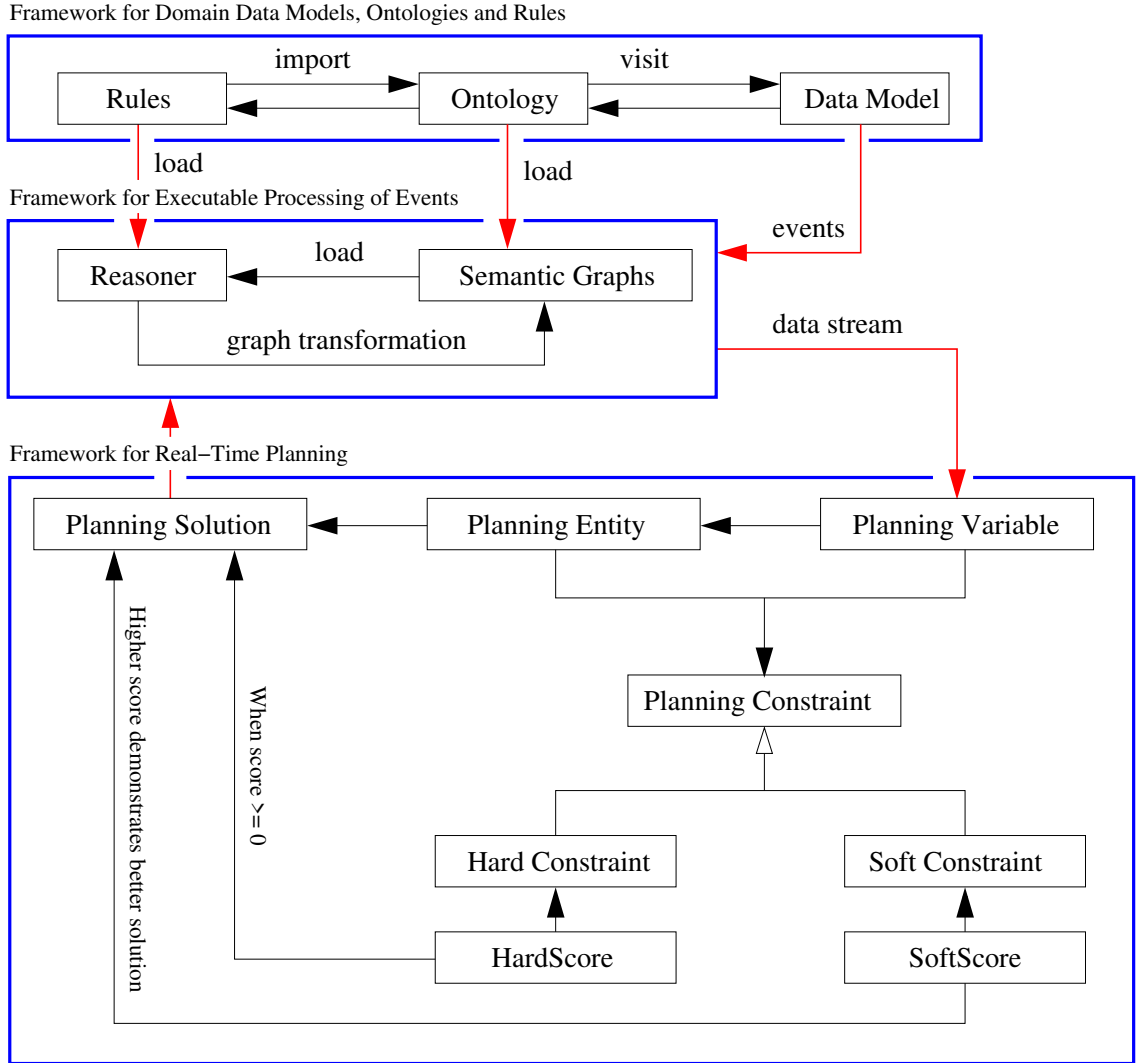 Framework for Domain Data Models, Ontologies and Rules
import
visit
Rules
Ontology
Data Model
load
load
Framework for Executable Processing of Events
events
load
Reasoner
Semantic Graphs
data stream
graph transformation
Framework for Real−Time Planning
Planning Solution
Planning Entity
Planning Variable
Higher score demonstrates better solution
When score >= 0
Planning Constraint
Hard Constraint
Soft Constraint
HardScore
SoftScore